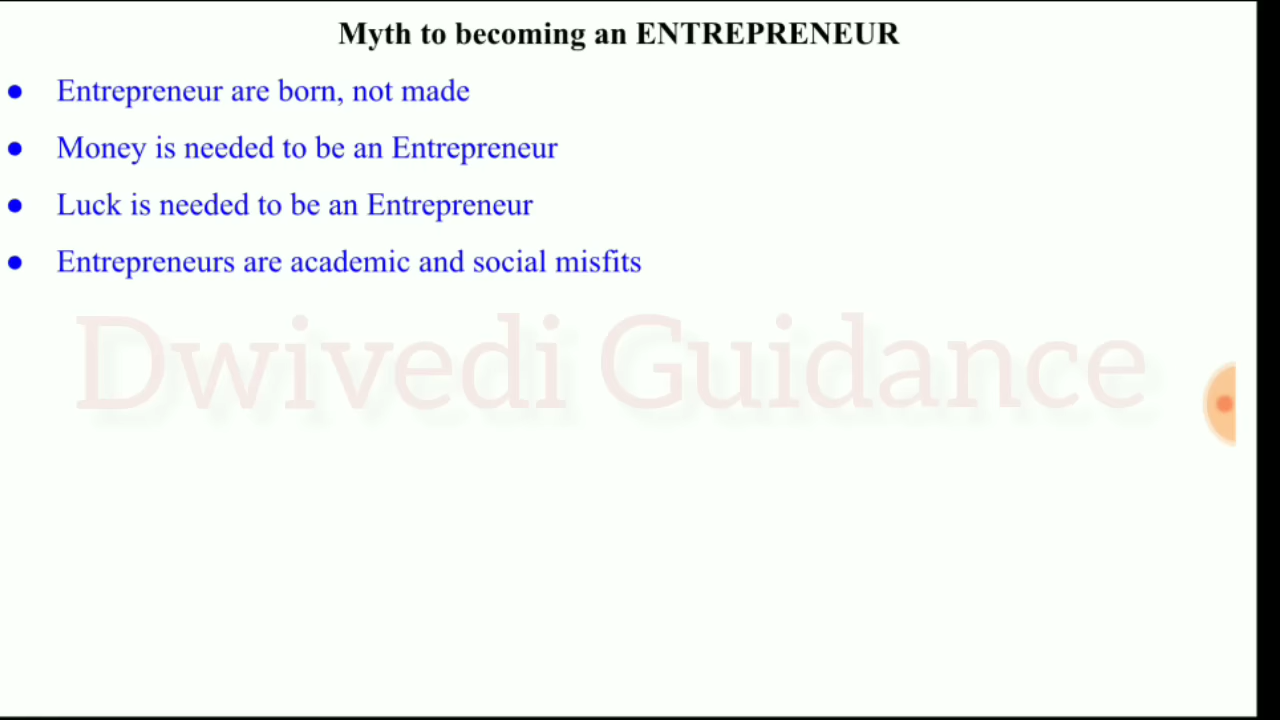 Myth to becoming an ENTREPRENEUR
● Entrepreneur are born, not made
● Money is needed to be an Entrepreneur
● Luck is needed to be an Entrepreneur
● Entrepreneurs are academic and social misfits
Dwivedi Guidance